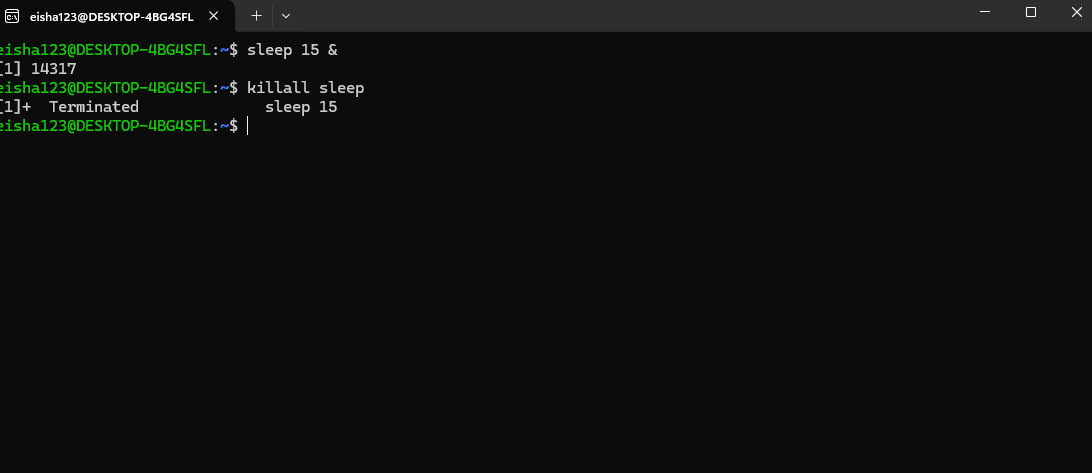 eisha123@DESKTOP-4BG4SFL
eisha123@DESKTOP-4BG4SFL:~$ sleep 15 &
[1] 14317
eisha123@DESKTOP-4BG4SFL:~$ killall sleep
[1]+  Terminated              sleep 15
eisha123@DESKTOP-4BG4SFL:~$